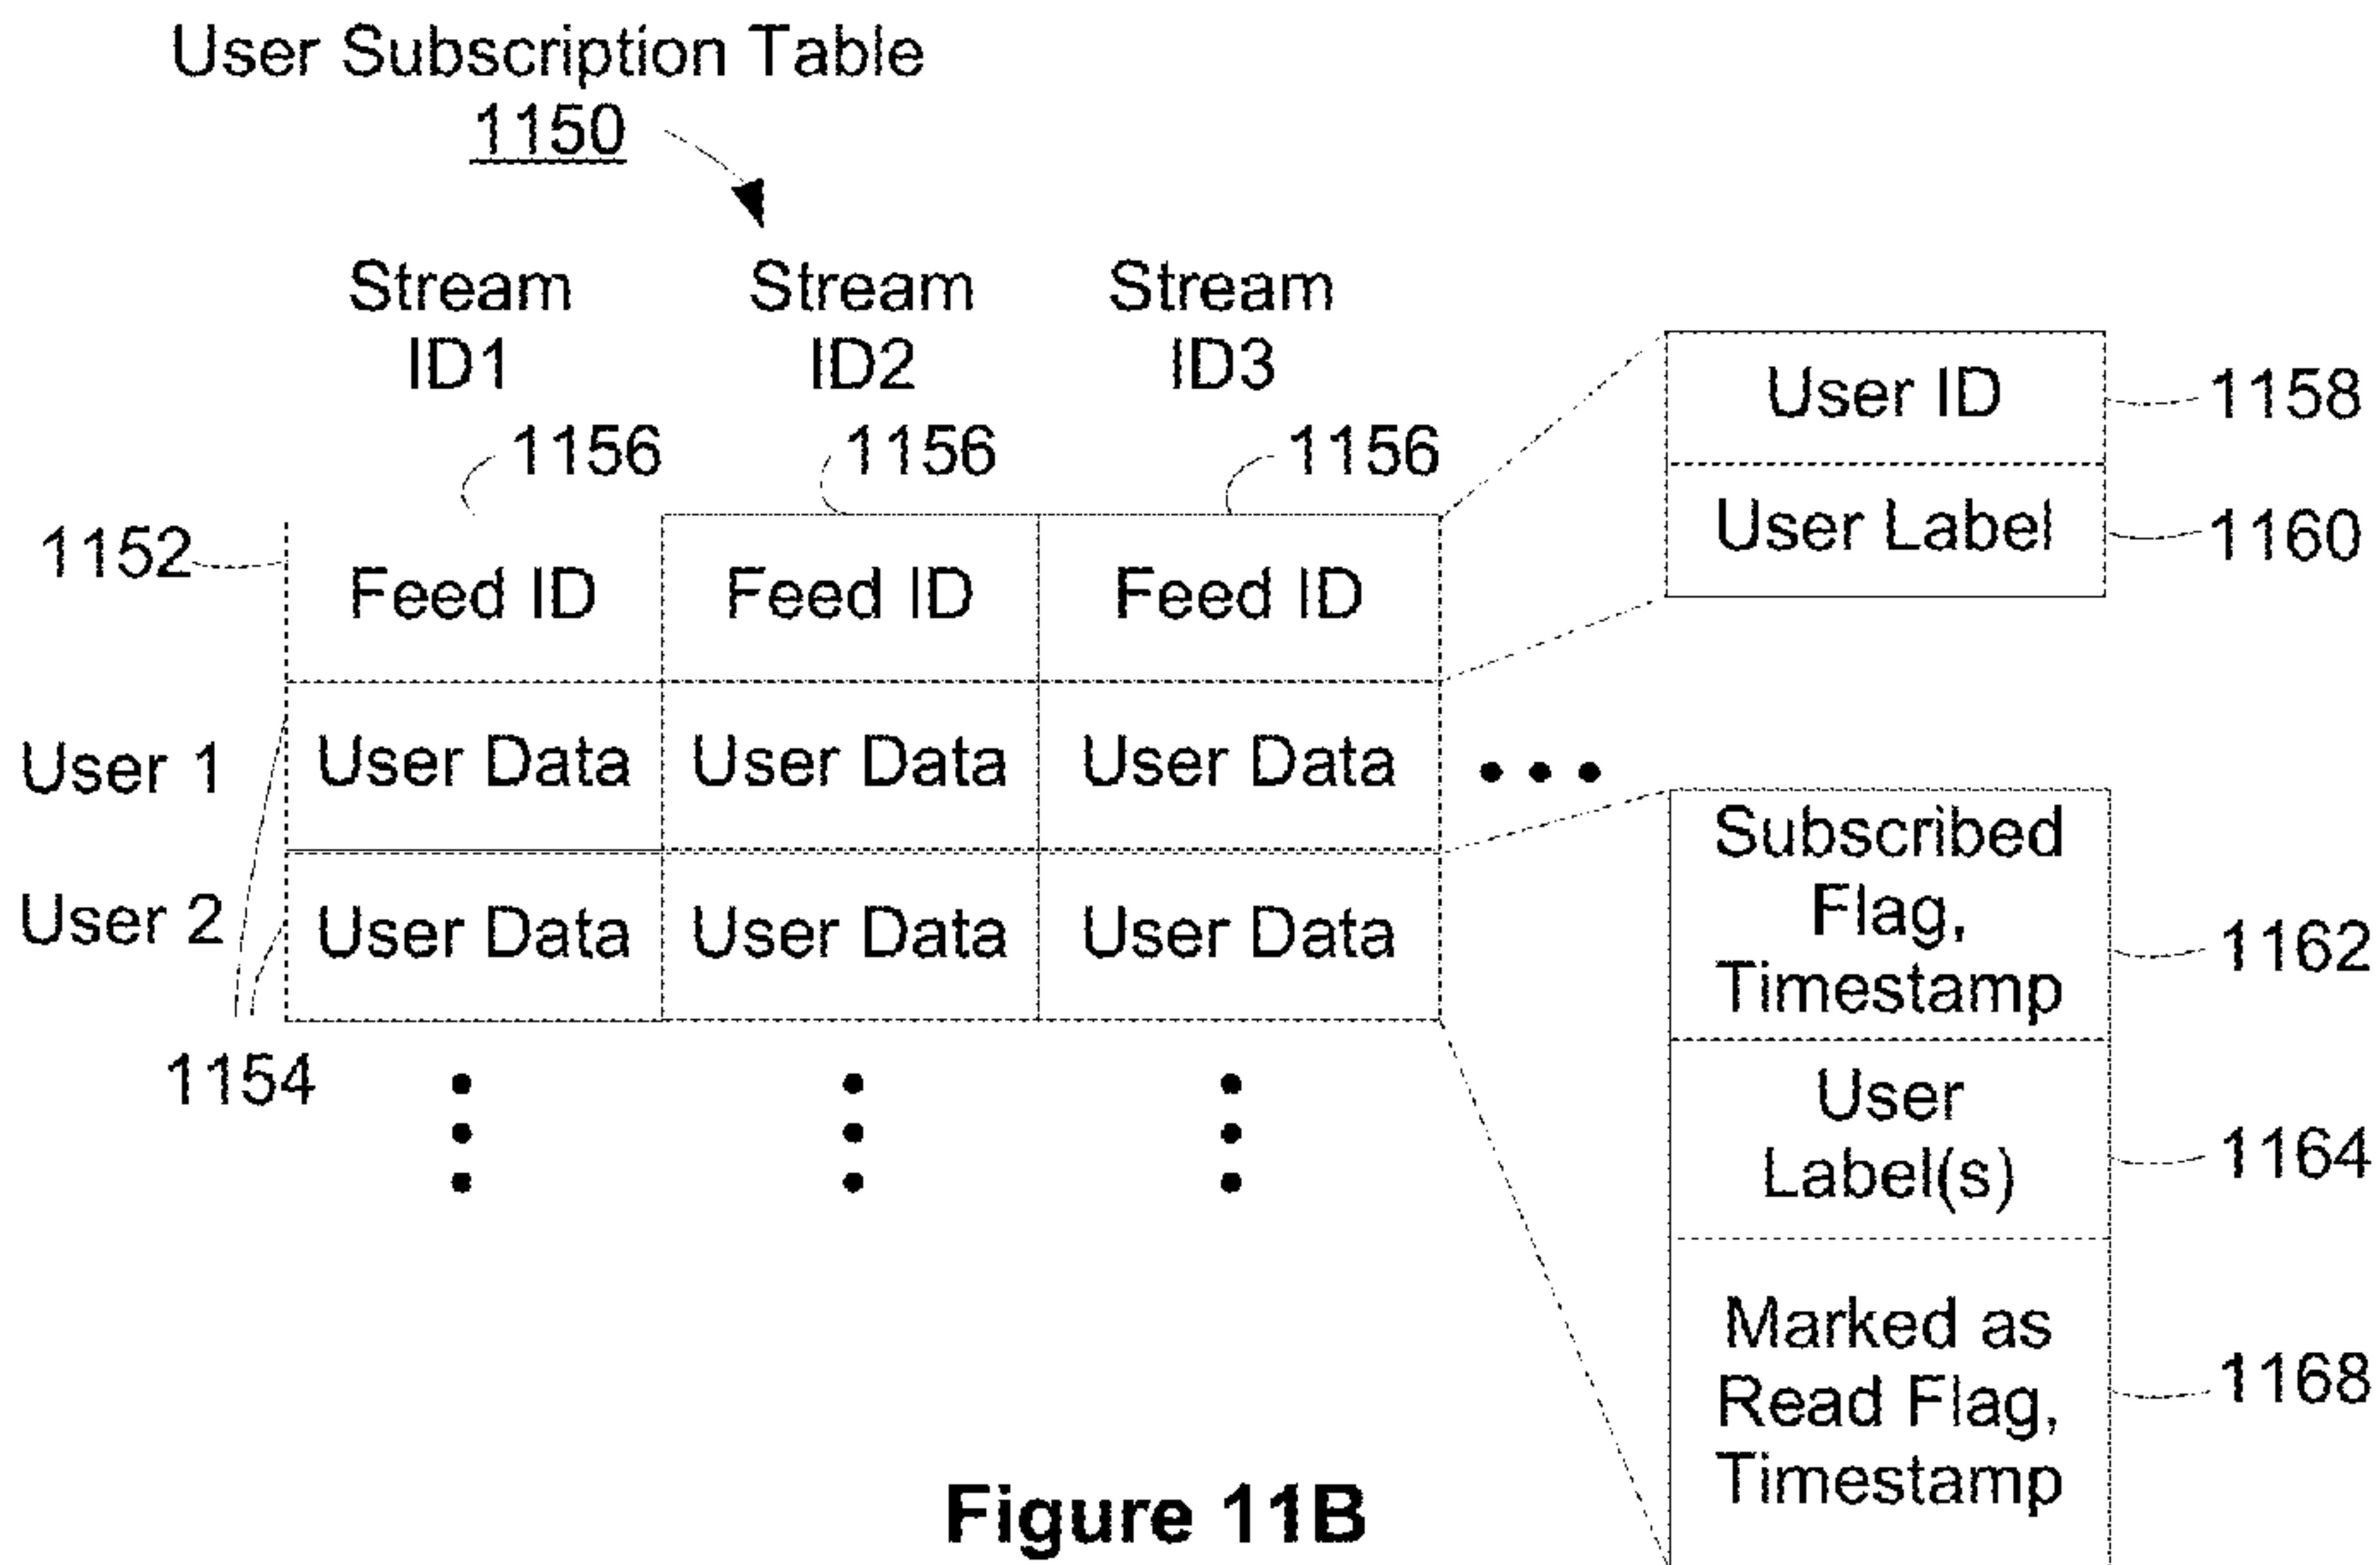 User Subscription Table
1150
Stream Stream Stream
ID1 ID2 ID3
1156 1156 1156
1152
Feed ID Feed ID Feed ID
User 1 User Data User Data User Data
User 2 User Data User Data User Data
1154
User ID 1158
User Label 1160
Subscribed
Flag,
Timestamp
1162
User
Label(s)
1164
Marked as
Read Flag,
Timestamp
1168
Figure 11B